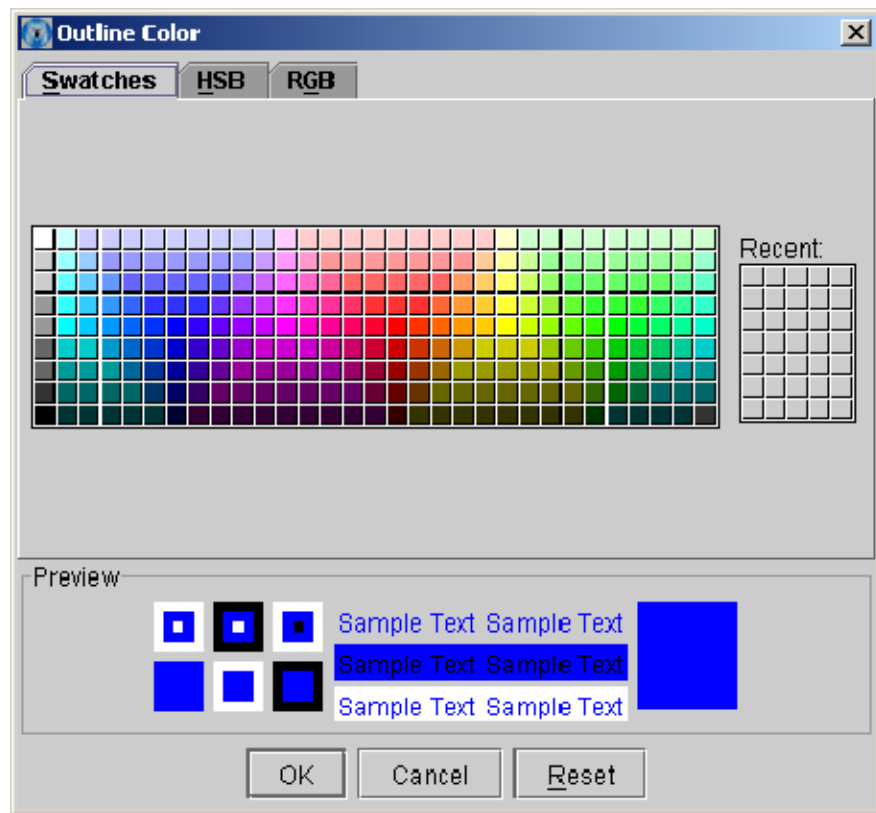 Outline Color
Swatches HSB RGB
Recent:
Preview
Sample Text Sample Text
Sample Text Sample Text
Sample Text Sample Text
OK Cancel Reset